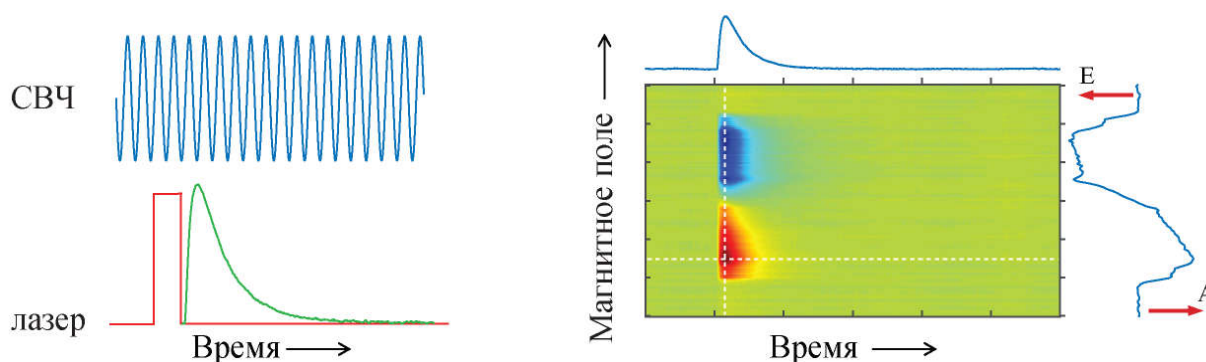 СВЧ
лазер
Время
Магнитное поле
Время
E
A